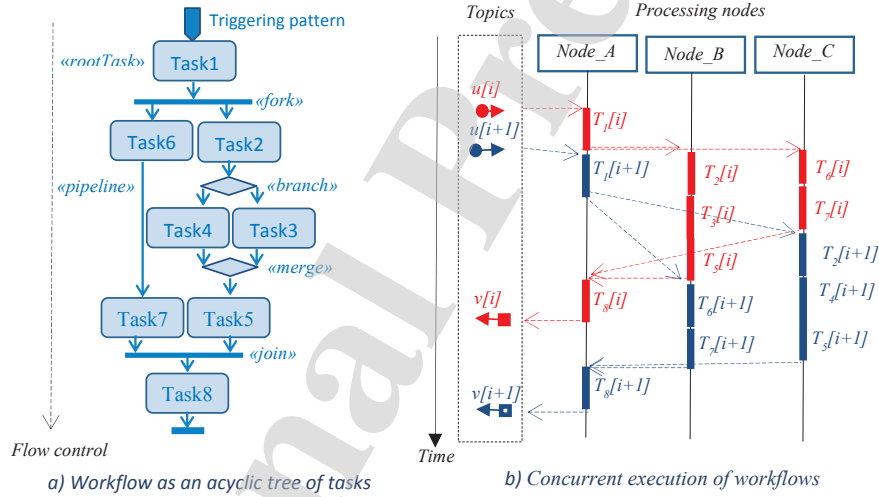 Triggering pattern
«rootTask»
Task1
«fork»
Task6
Task2
«pipeline»
«branch»
Task4
Task3
«merge»
Task7
Task5
«join»
Task8
Flow control
a) Workflow as an acyclic tree of tasks
Topics
Processing nodes
Node_A
Node_B
Node_C
u[i]
T1[i]
u[i+1]
T1[i+1]
T2[i]
T6[i]
T3[i]
T7[i]
T5[i]
T2[i+1]
v[i]
T8[i]
T6[i+1]
T4[i+1]
T7[i+1]
T5[i+1]
v[i+1]
T8[i+1]
Time
b) Concurrent execution of workflows
nal Pre